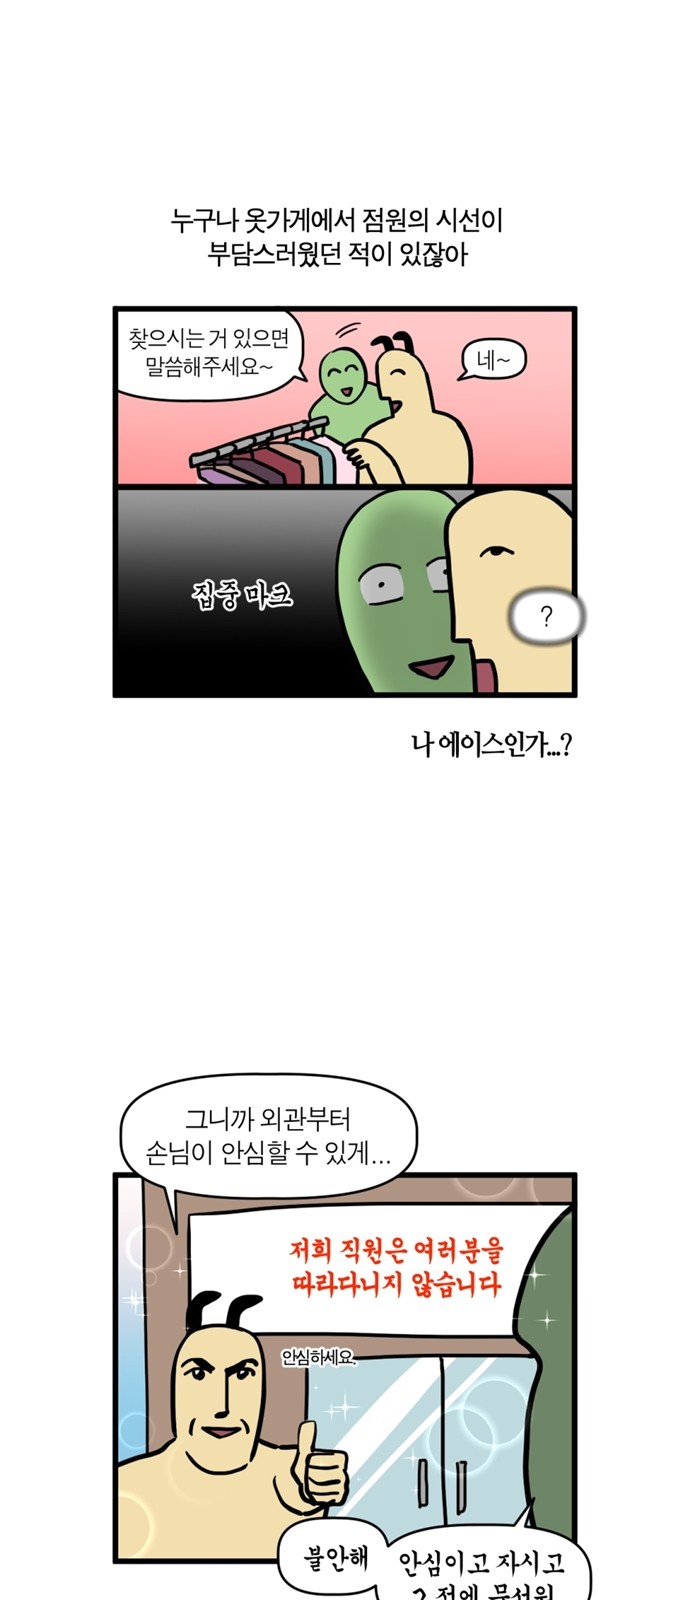 누구나 옷가게에서 점원의 시선이
부담스러웠던 적이 있잖아
찾으시는 거 있으면
말씀해주세요~
네~
집중 마크
?
나 에이스인가...?
그니까 외관부터
손님이 안심할 수 있게...
저희 직원은 여러분을
따라다니지 않습니다
안심하세요.
불안해
안심이고 자시고